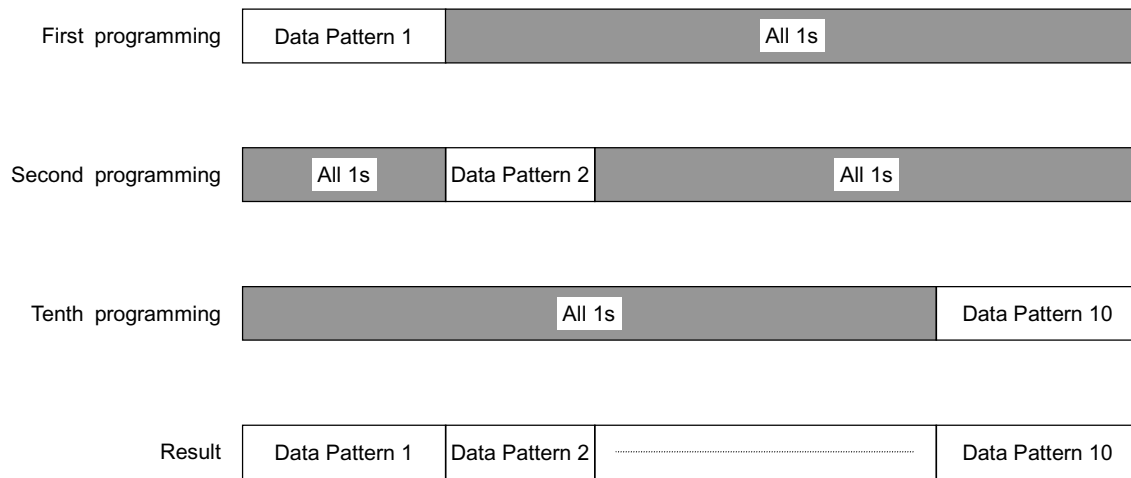 First programming Data Pattern 1 All 1s
Second programming All 1s Data Pattern 2 All 1s
Tenth programming All 1s Data Pattern 10
Result Data Pattern 1 Data Pattern 2 Data Pattern 10